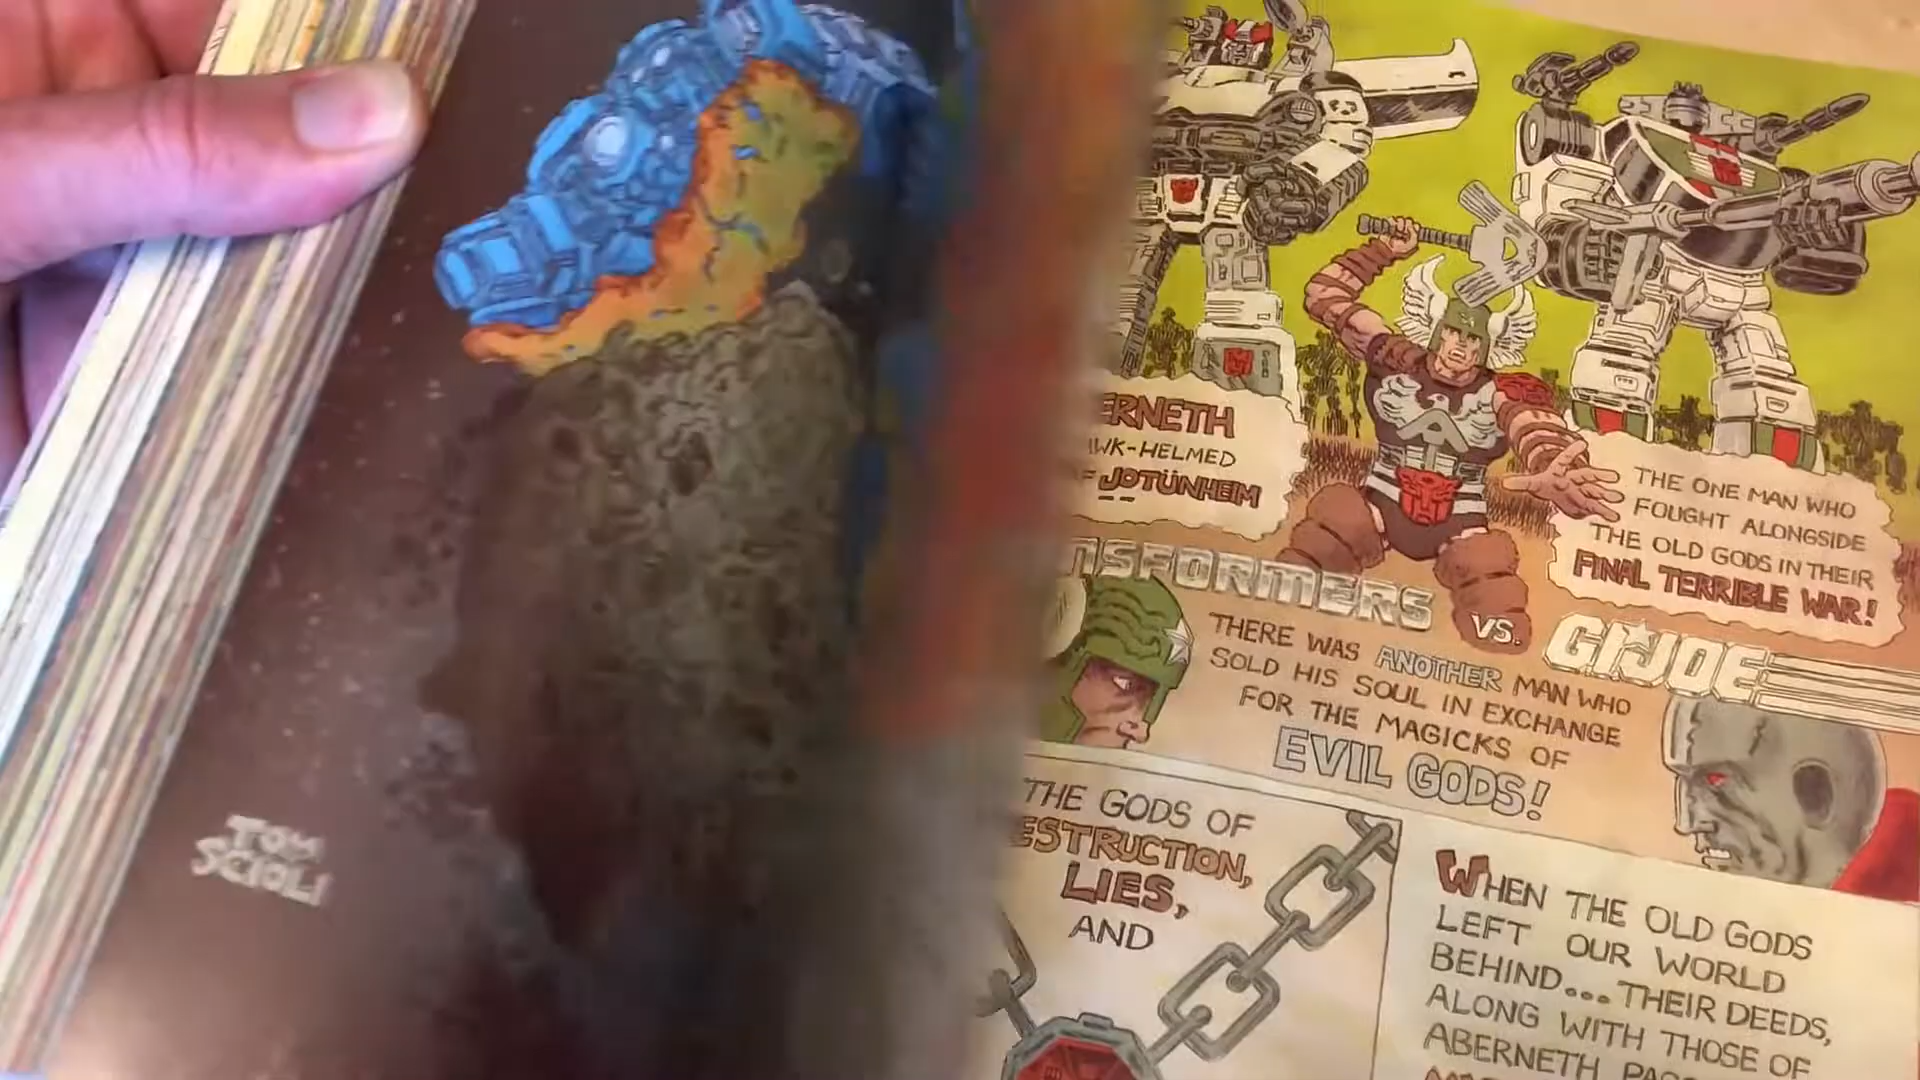 TOM
SCIOLI
ERNETH
WK-HELMED
F JOTÜNHEIM
THE ONE MAN WHO
FOUGHT ALONGSIDE
THE OLD GODS IN THEIR
FINAL TERRIBLE WAR!
NSFORMERS
VS.
G.I.JOE
THERE WAS ANOTHER MAN WHO
SOLD HIS SOUL IN EXCHANGE
FOR THE MAGICKS OF
EVIL GODS!
THE GODS OF
ESTRUCTION,
LIES,
AND
WHEN THE OLD GODS
LEFT OUR WORLD
BEHIND... THEIR DEEDS,
ALONG WITH THOSE OF
ABERNETH